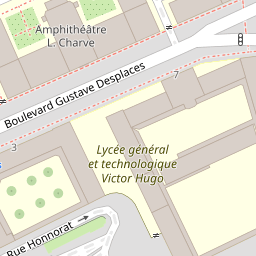 Amphithéâtre
L. Charve
Boulevard Gustave Desplaces
7
3
Lycée général
et technologique
Victor Hugo
Rue Honnorat